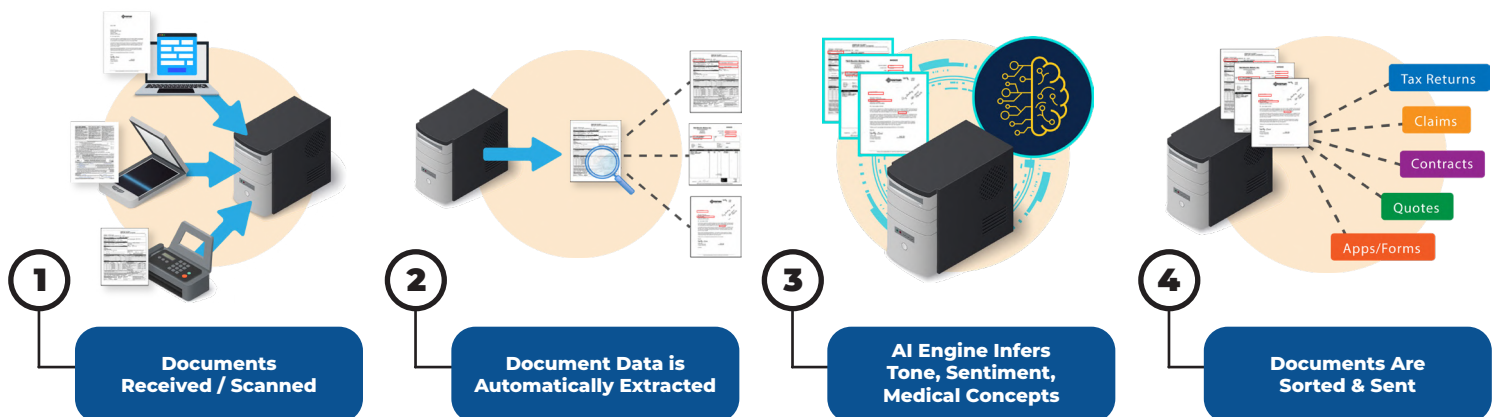 Tax Returns
Claims
Contracts
Quotes
Apps/Forms
1
Documents
Received / Scanned
2
Document Data is
Automatically Extracted
3
AI Engine Infers
Tone, Sentiment,
Medical Concepts
4
Documents Are
Sorted & Sent